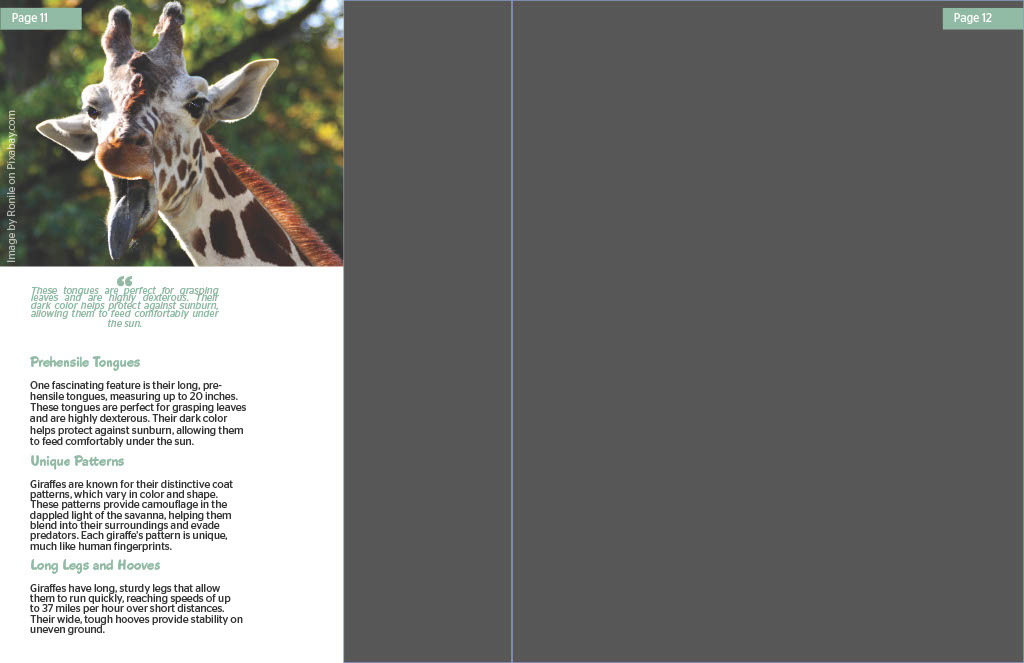 Page 11
Page 12
Image by Ronile on Pixabay.com
“
These tongues are perfect for grasping
leaves and are highly dexterous. Their
dark color helps protect against sunburn,
allowing them to feed comfortably under
the sun.
Prehensile Tongues
One fascinating feature is their long, pre-
hensile tongues, measuring up to 20 inches.
These tongues are perfect for grasping leaves
and are highly dexterous. Their dark color
helps protect against sunburn, allowing them
to feed comfortably under the sun.
Unique Patterns
Giraffes are known for their distinctive coat
patterns, which vary in color and shape.
These patterns provide camouflage in the
dappled light of the savanna, helping them
blend into their surroundings and evade
predators. Each giraffe's pattern is unique,
much like human fingerprints.
Long Legs and Hooves
Giraffes have long, sturdy legs that allow
them to run quickly, reaching speeds of up
to 37 miles per hour over short distances.
Their wide, tough hooves provide stability on
uneven ground.